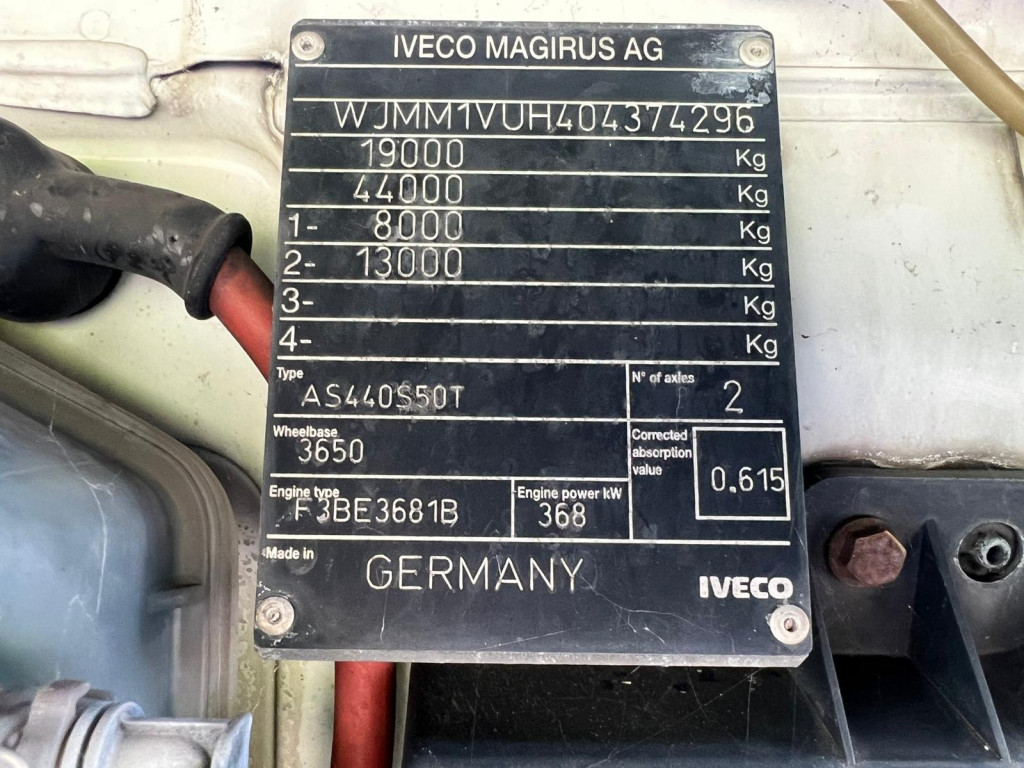 IVECO MAGIRUS AG
WJMM1VUH404374296
19000 Kg
44000 Kg
1- 8000 Kg
2- 13000 Kg
3- Kg
4- Kg
Type
AS440S50T
N° of axles
2
Wheelbase
3650
Corrected
absorption
value
0.615
Engine type
F3BE3681B
Engine power kW
368
Made in
GERMANY
IVECO